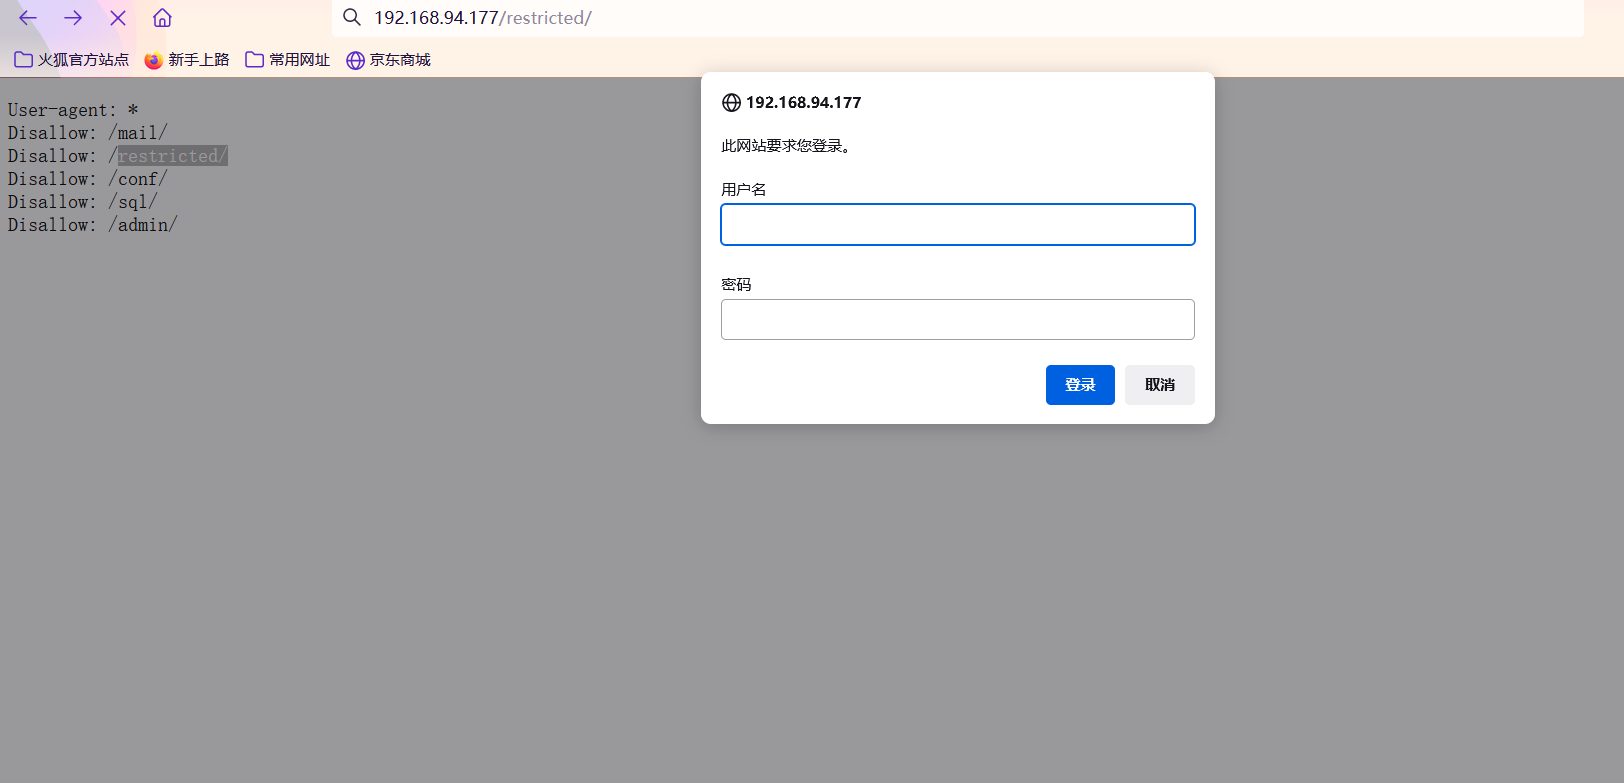 192.168.94.177/restricted/
火狐官方站点 新手上路 常用网址 京东商城
User-agent: *
Disallow: /mail/
Disallow: /restricted/
Disallow: /conf/
Disallow: /sql/
Disallow: /admin/
192.168.94.177
此网站要求您登录。
用户名
密码
登录 取消